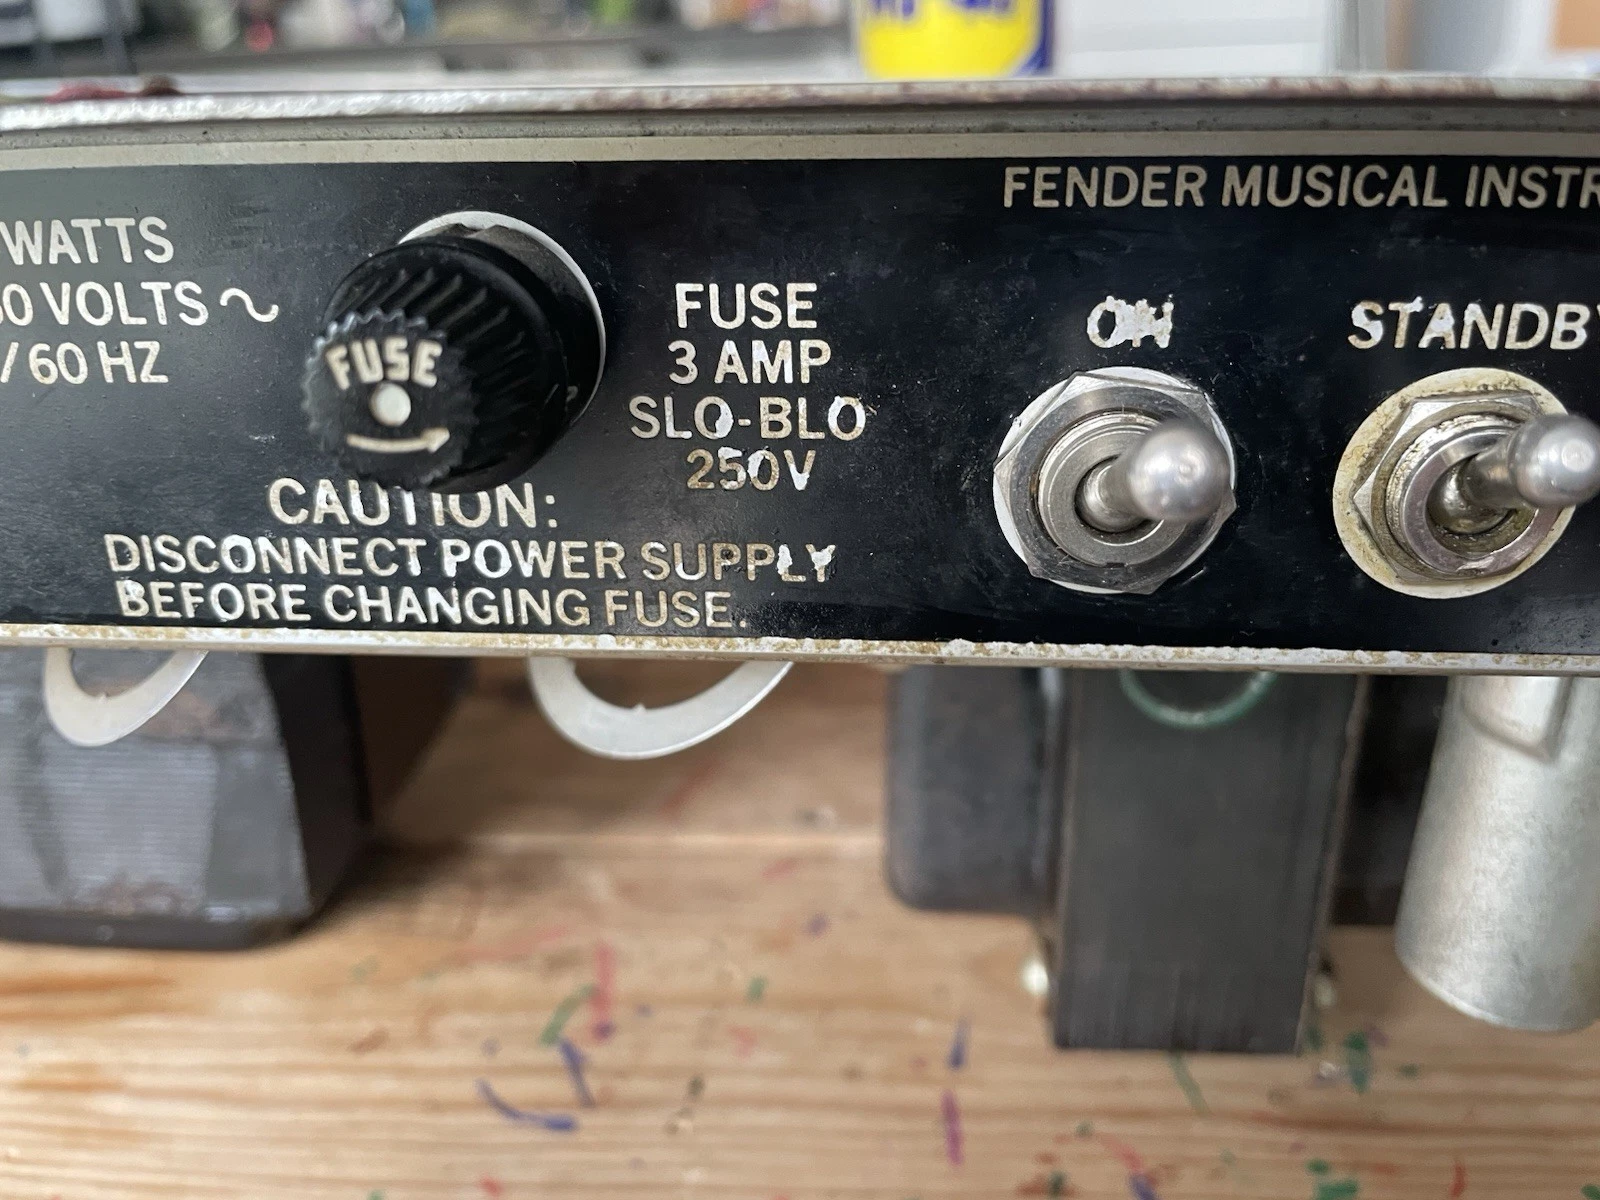 FENDER MUSICAL INSTR
WATTS
0 VOLTS ~
/ 60 HZ
FUSE
FUSE
3 AMP
SLO-BLO
250V
ON
STANDBY
CAUTION:
DISCONNECT POWER SUPPLY
BEFORE CHANGING FUSE.